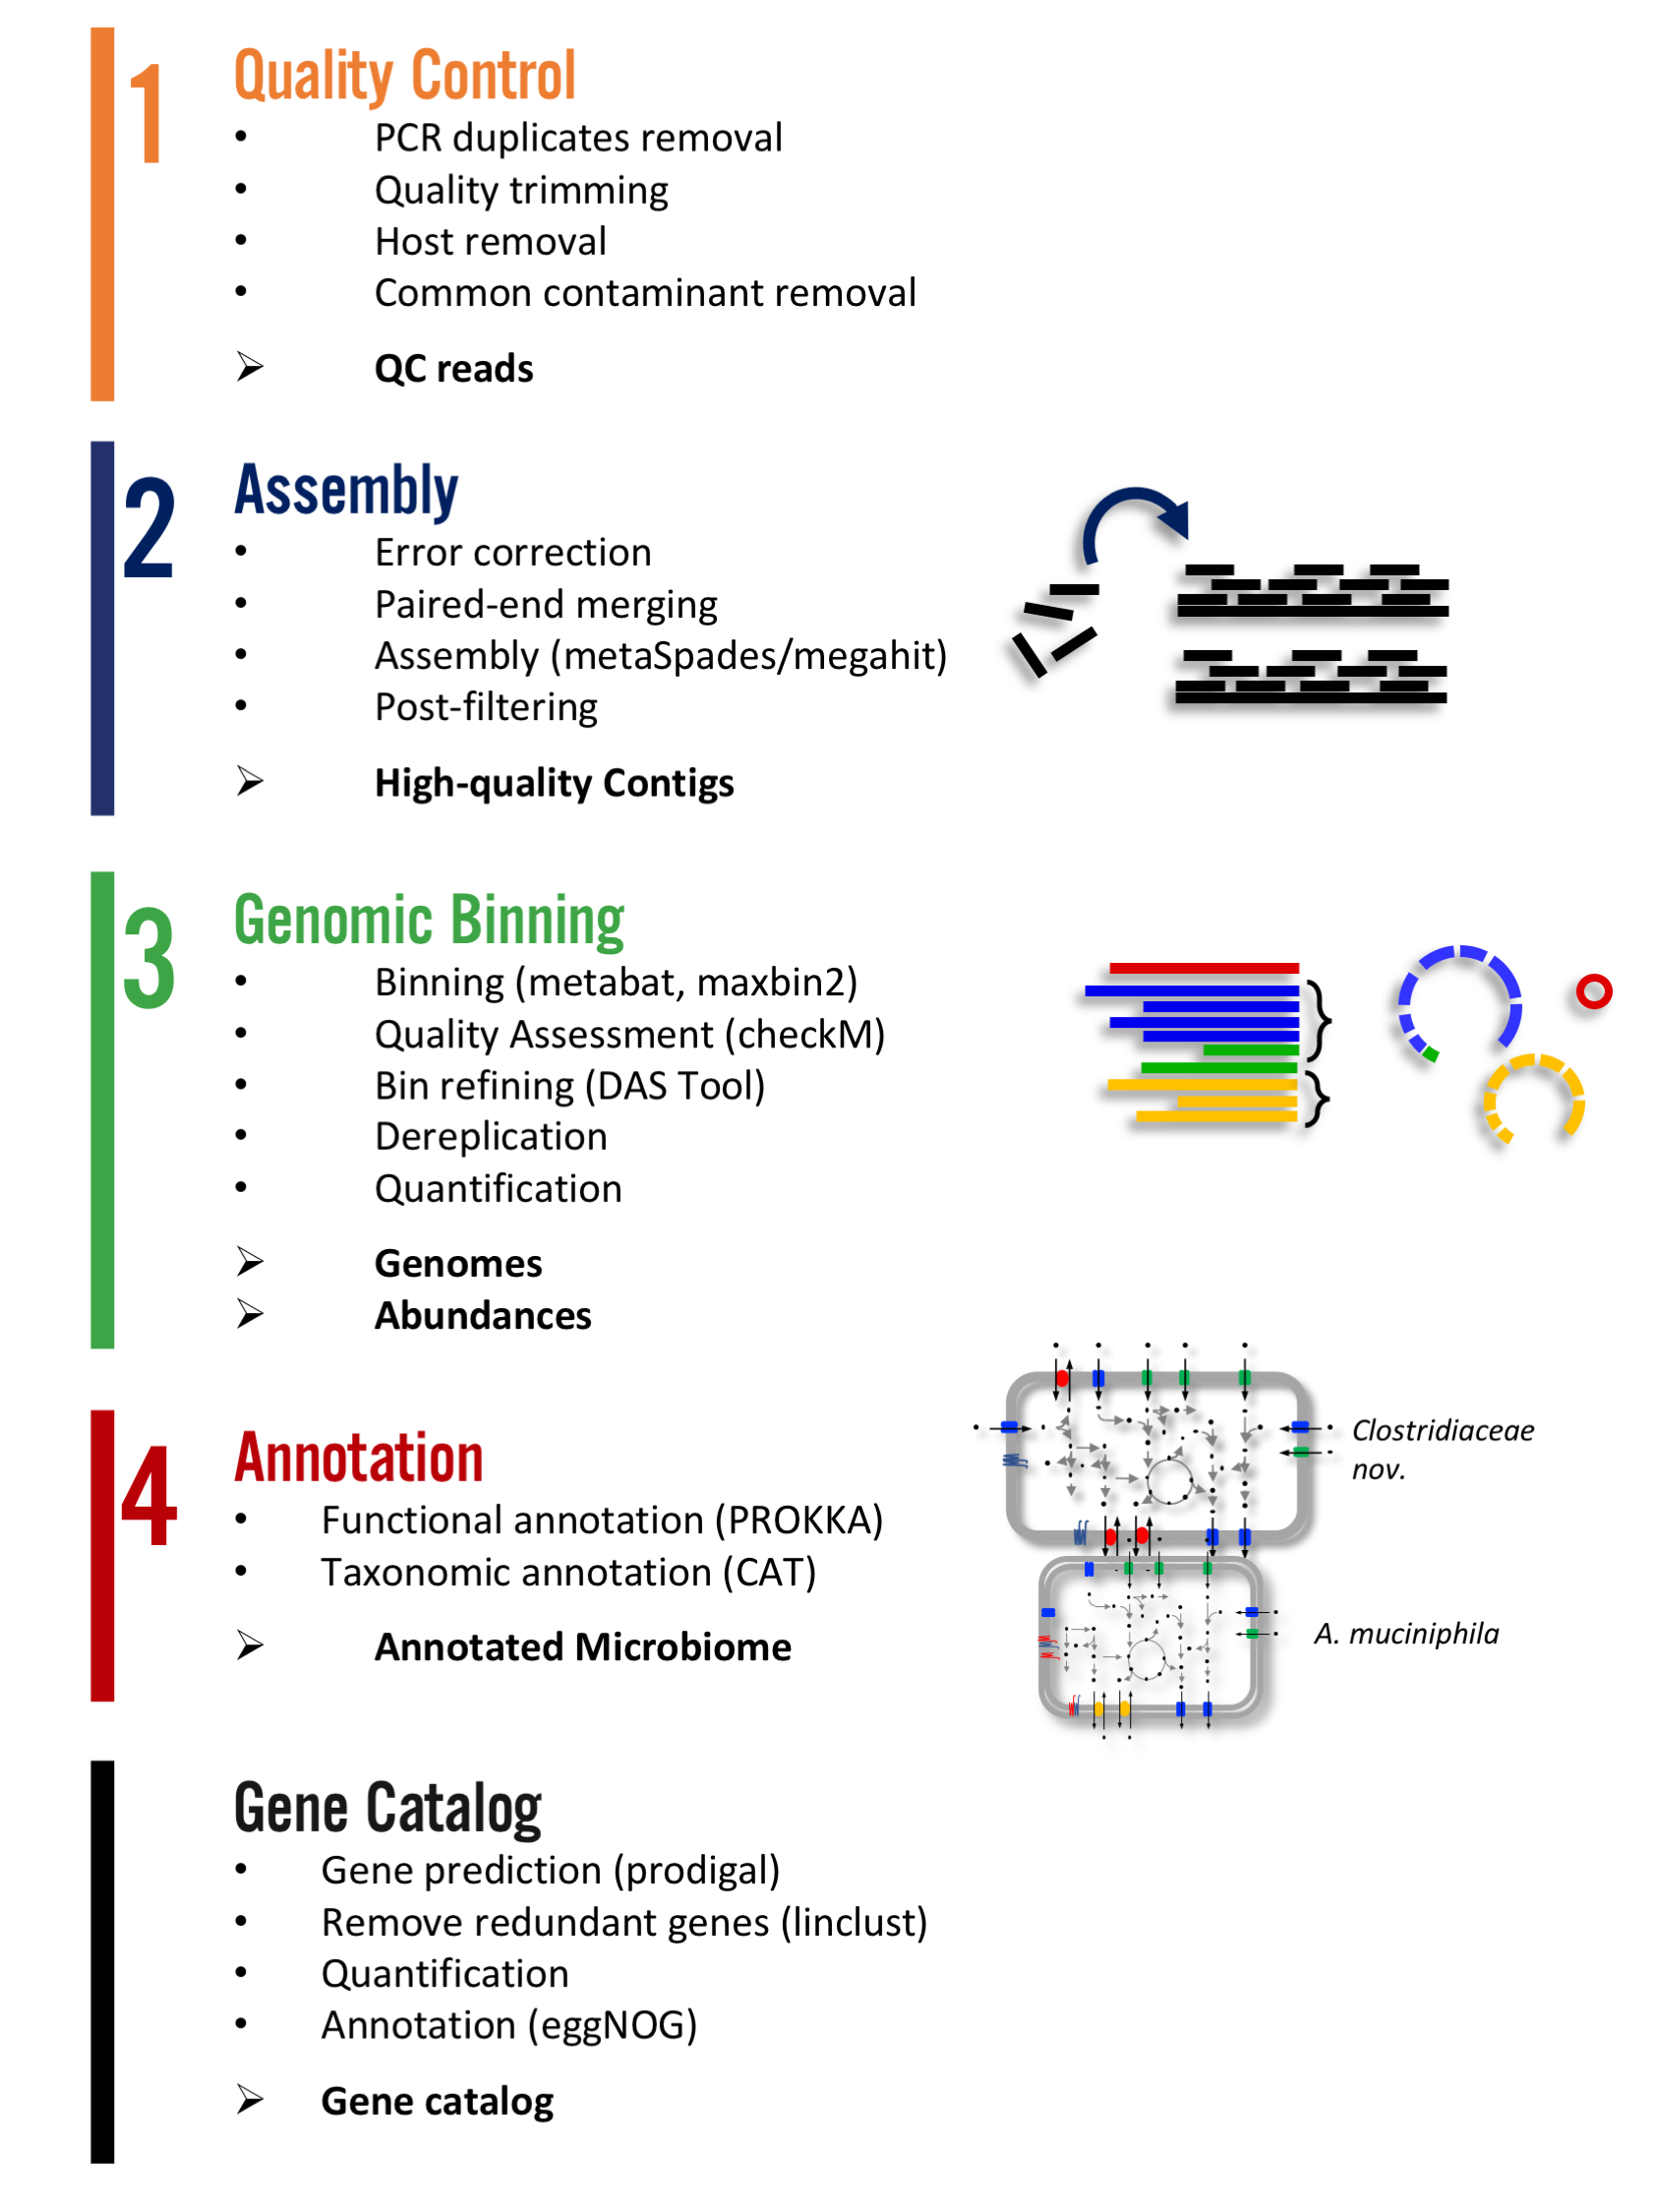 1
Quality Control
• PCR duplicates removal
• Quality trimming
• Host removal
• Common contaminant removal
➢ QC reads
2
Assembly
• Error correction
• Paired-end merging
• Assembly (metaSpades/megahit)
• Post-filtering
➢ High-quality Contigs
3
Genomic Binning
• Binning (metabat, maxbin2)
• Quality Assessment (checkM)
• Bin refining (DAS Tool)
• Dereplication
• Quantification
➢ Genomes
➢ Abundances
4
Annotation
• Functional annotation (PROKKA)
• Taxonomic annotation (CAT)
➢ Annotated Microbiome
Clostridiaceae
nov.
A. muciniphila
Gene Catalog
• Gene prediction (prodigal)
• Remove redundant genes (linclust)
• Quantification
• Annotation (eggNOG)
➢ Gene catalog